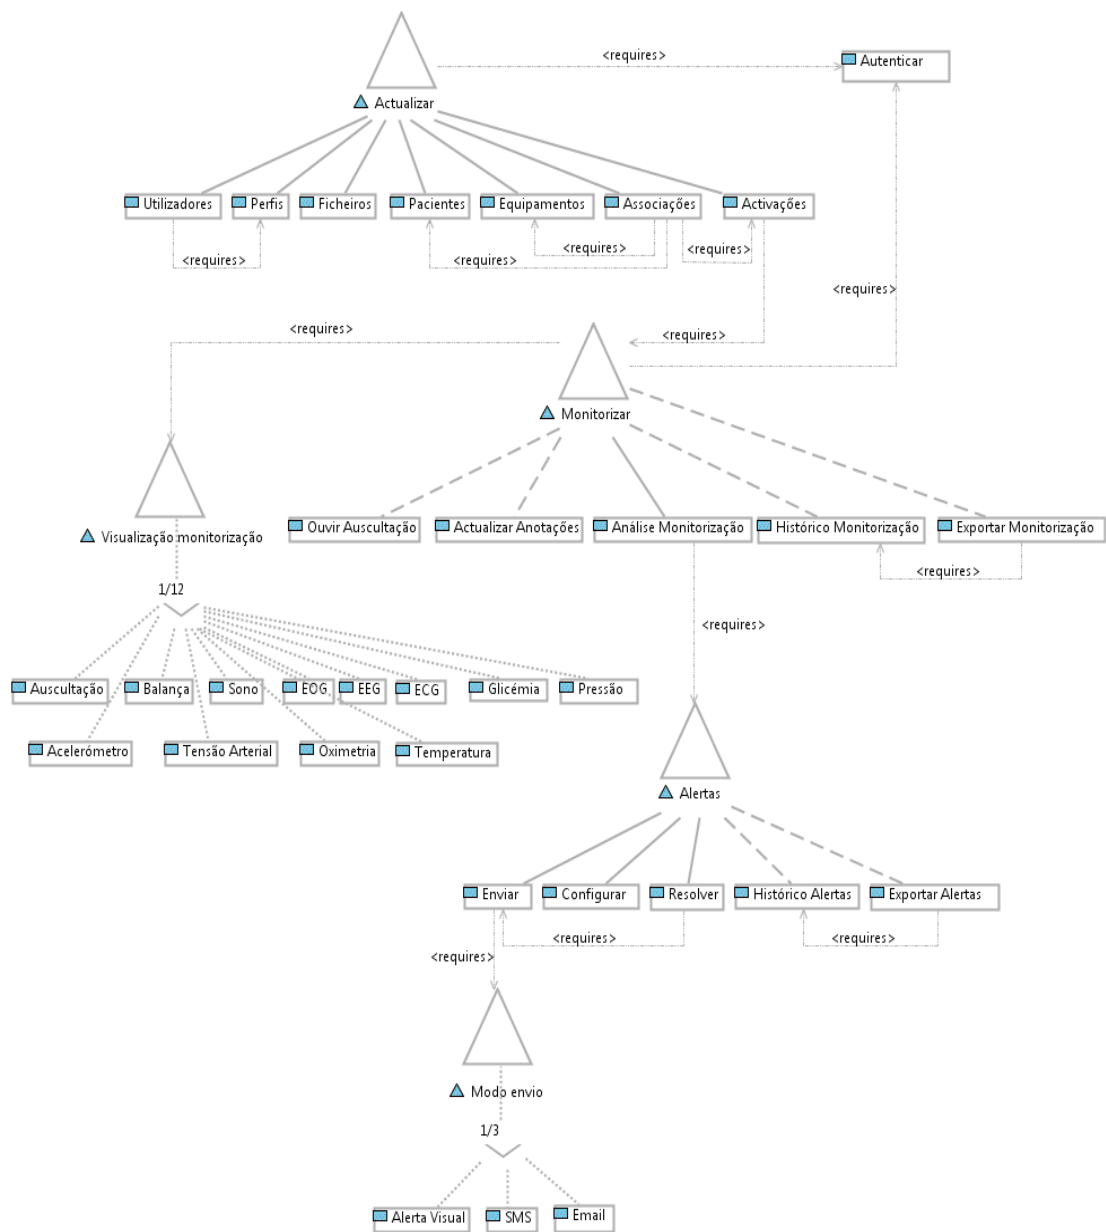 <requires>
Autenticar
Actualizar
Utilizadores
Perfis
Ficheiros
Pacientes
Equipamentos
Associações
Activações
<requires>
<requires>
<requires>
<requires>
<requires>
<requires>
<requires>
Monitorizar
Ouvir Auscultação
Actualizar Anotações
Análise Monitorização
Histórico Monitorização
Exportar Monitorização
Visualização monitorização
<requires>
1/12
<requires>
Auscultação
Balança
Sono
EOG
EEG
ECG
Glicémia
Pressão
Acelerómetro
Tensão Arterial
Oximetria
Temperatura
Alertas
Enviar
Configurar
Resolver
Histórico Alertas
Exportar Alertas
<requires>
<requires>
<requires>
Modo envio
1/3
Alerta Visual
SMS
Email